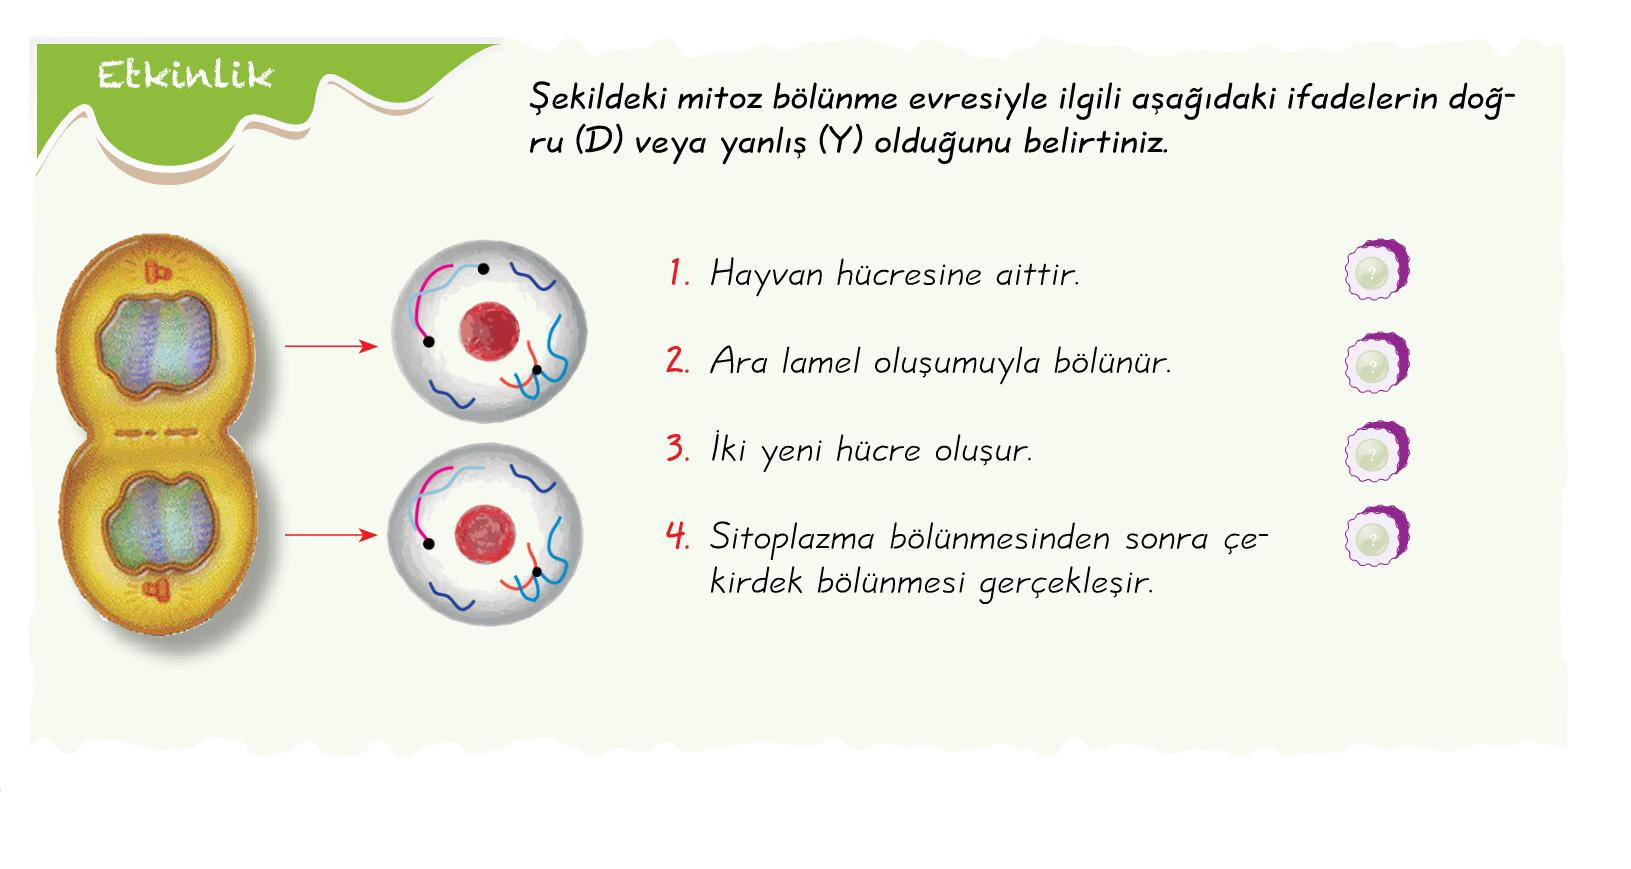 Etkinlik
Şekildeki mitoz bölünme evresiyle ilgili aşağıdaki ifadelerin doğ-
ru (D) veya yanlış (Y) olduğunu belirtiniz.
1. Hayvan hücresine aittir. ?
2. Ara lamel oluşumuyla bölünür. ?
3. İki yeni hücre oluşur. ?
4. Sitoplazma bölünmesinden sonra çe- ?
kirdek bölünmesi gerçekleşir.